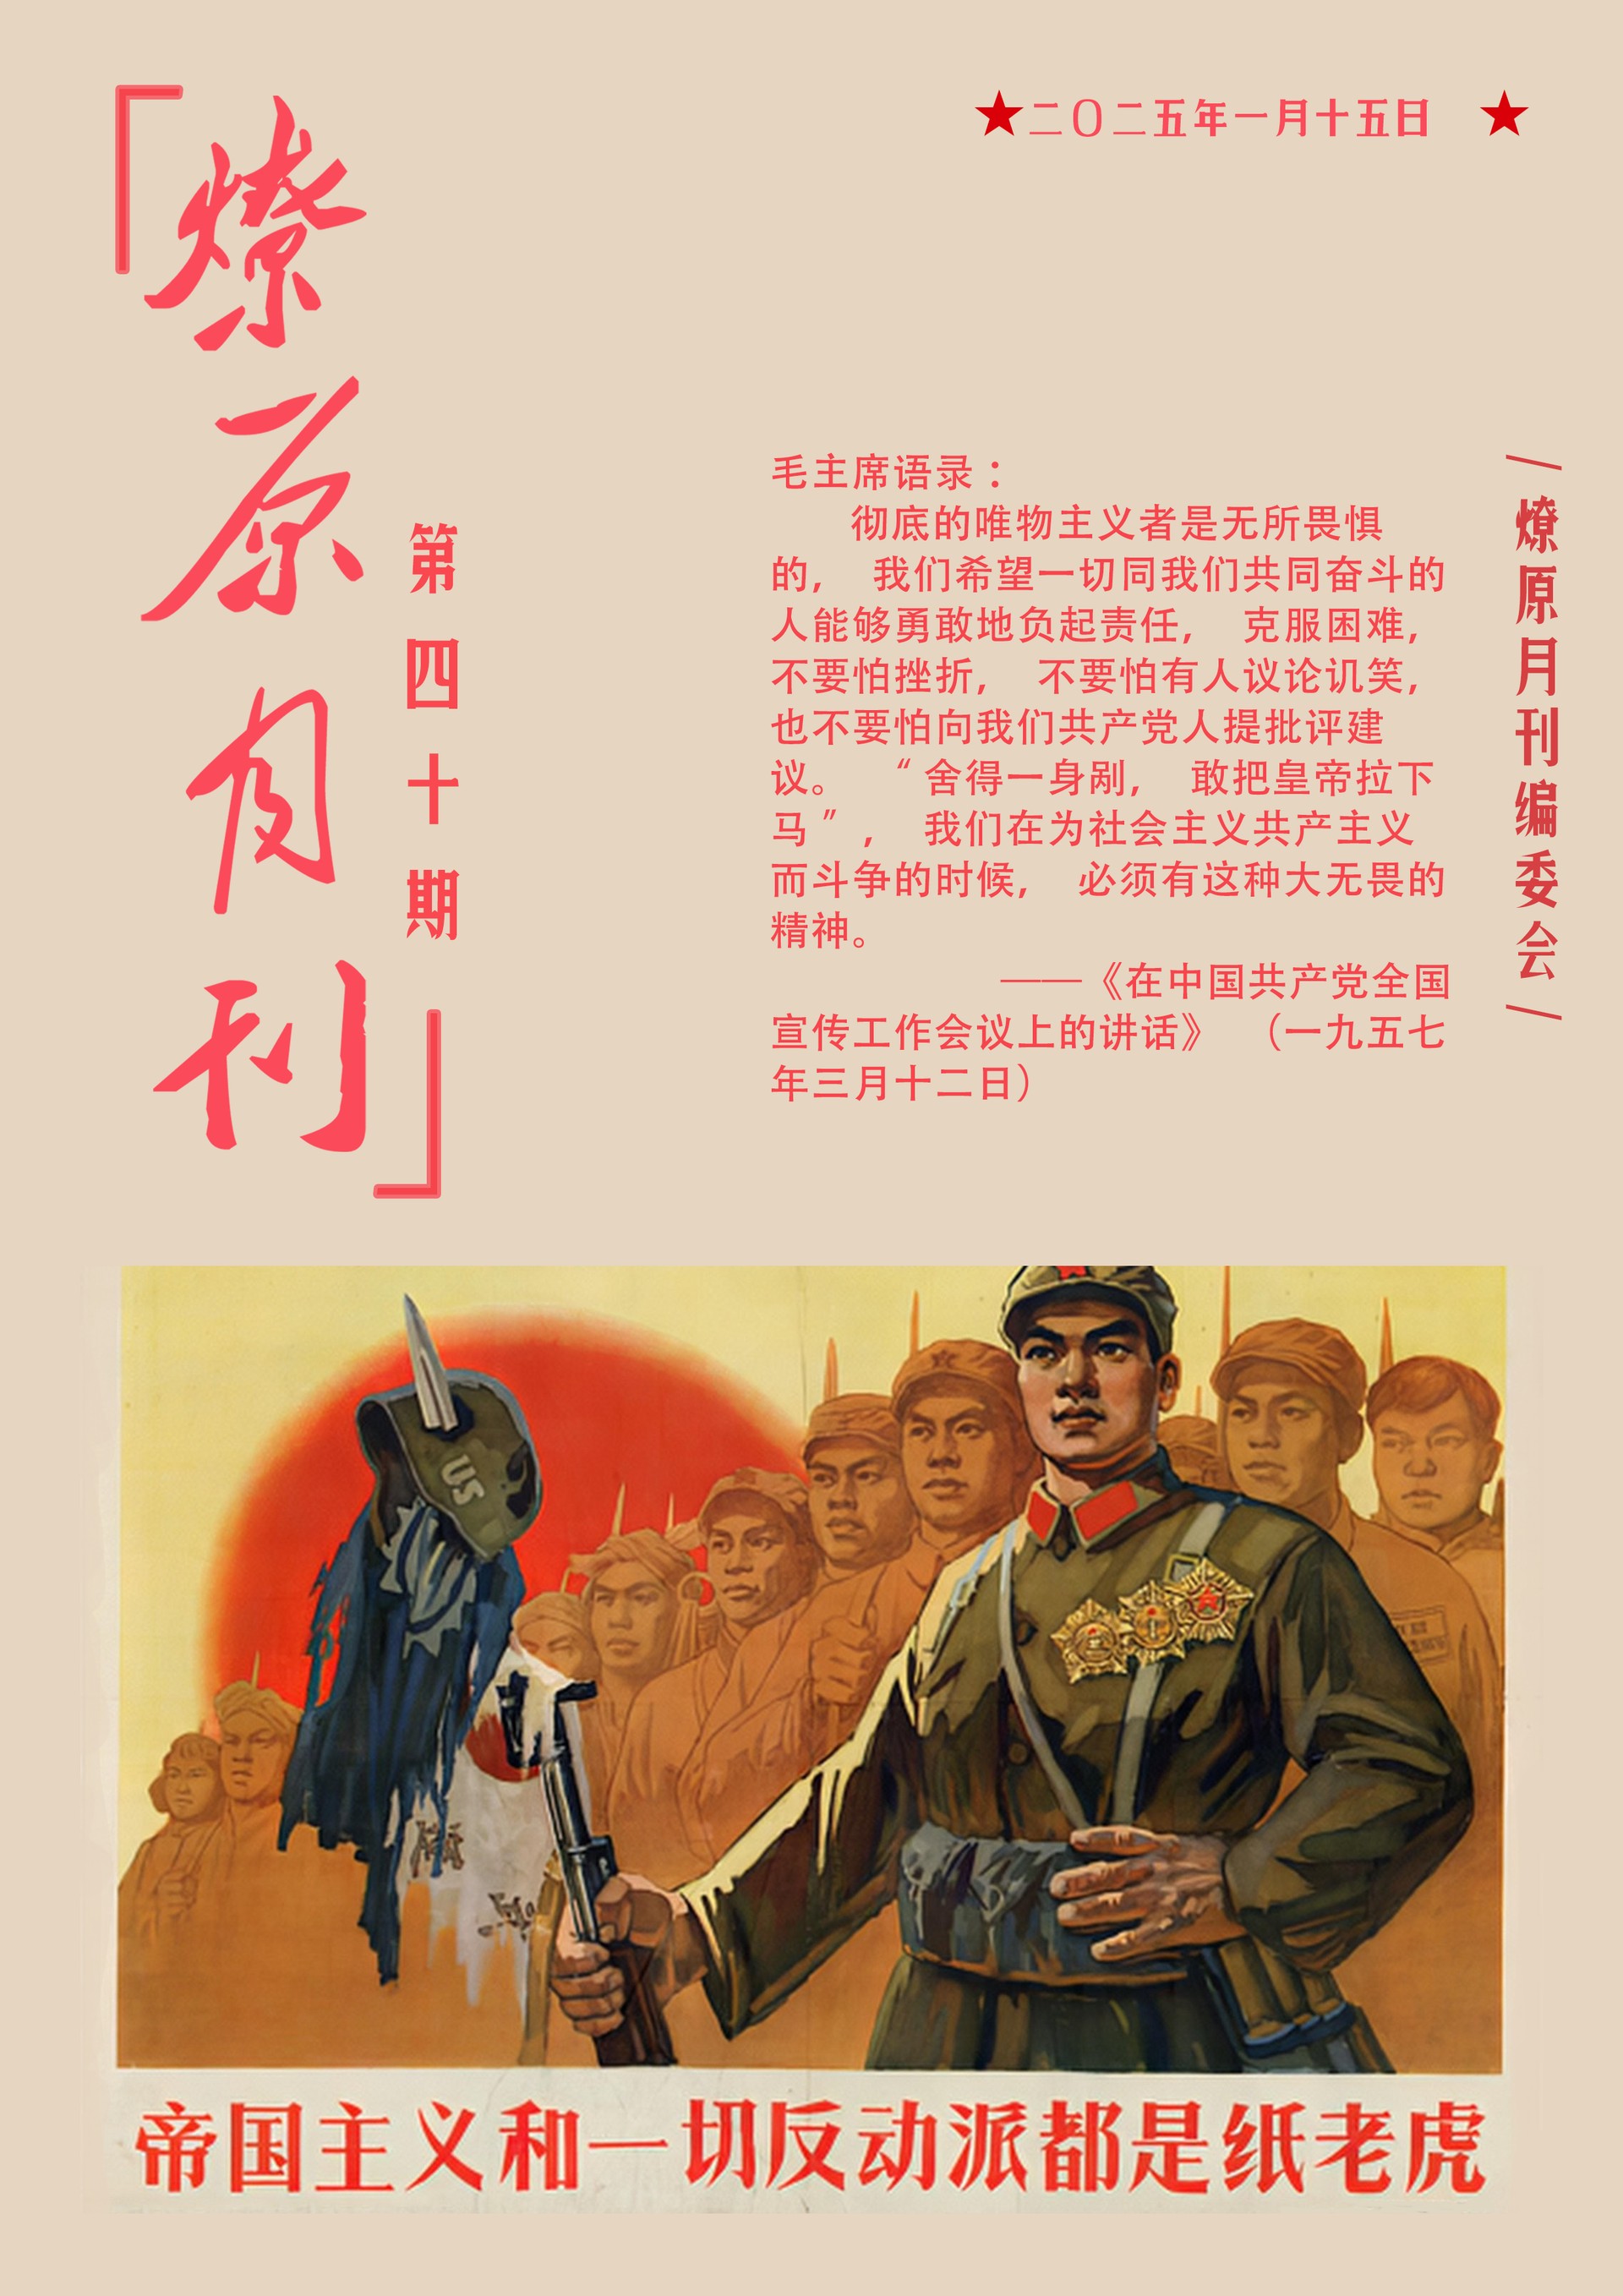 「燎原月刊」
第四十期
★二〇二五年一月十五日 ★
毛主席语录：
彻底的唯物主义者是无所畏惧
的，我们希望一切同我们共同奋斗的
人能够勇敢地负起责任，克服困难，
不要怕挫折，不要怕有人议论讥笑，
也不要怕向我们共产党人提批评建
议。“舍得一身剐，敢把皇帝拉下
马”，我们在为社会主义共产主义
而斗争的时候，必须有这种大无畏的
精神。
——《在中国共产党全国
宣传工作会议上的讲话》（一九五七
年三月十二日）
/燎原月刊编委会/
US
帝国主义和一切反动派都是纸老虎